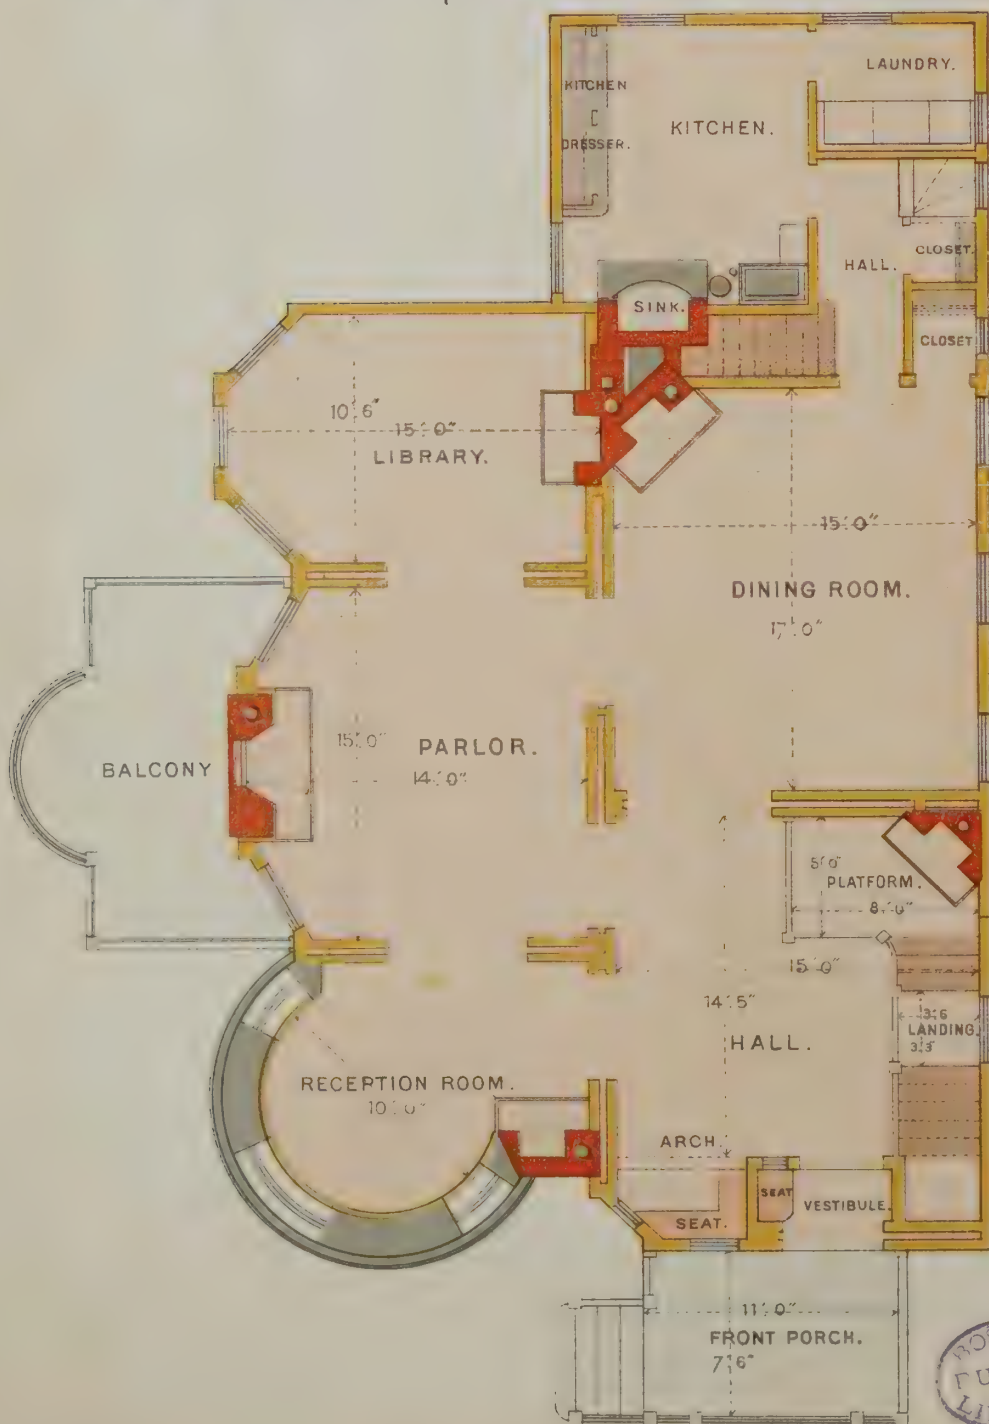 LAUNDRY.
KITCHEN
DRESSER.
KITCHEN.
CLOSET.
HALL.
SINK.
CLOSET
10'.6"
15'.0"
LIBRARY.
15'.0"
DINING ROOM.
17'.0"
15'.0"
PARLOR.
14'.0"
BALCONY
5'.0"
PLATFORM.
8'.0"
15'.0"
14'.5"
3'.6
LANDING.
3'.3"
HALL.
RECEPTION ROOM.
10'.0"
ARCH.
SEAT
VESTIBULE.
SEAT.
11'.0"
FRONT PORCH.
7'.6"